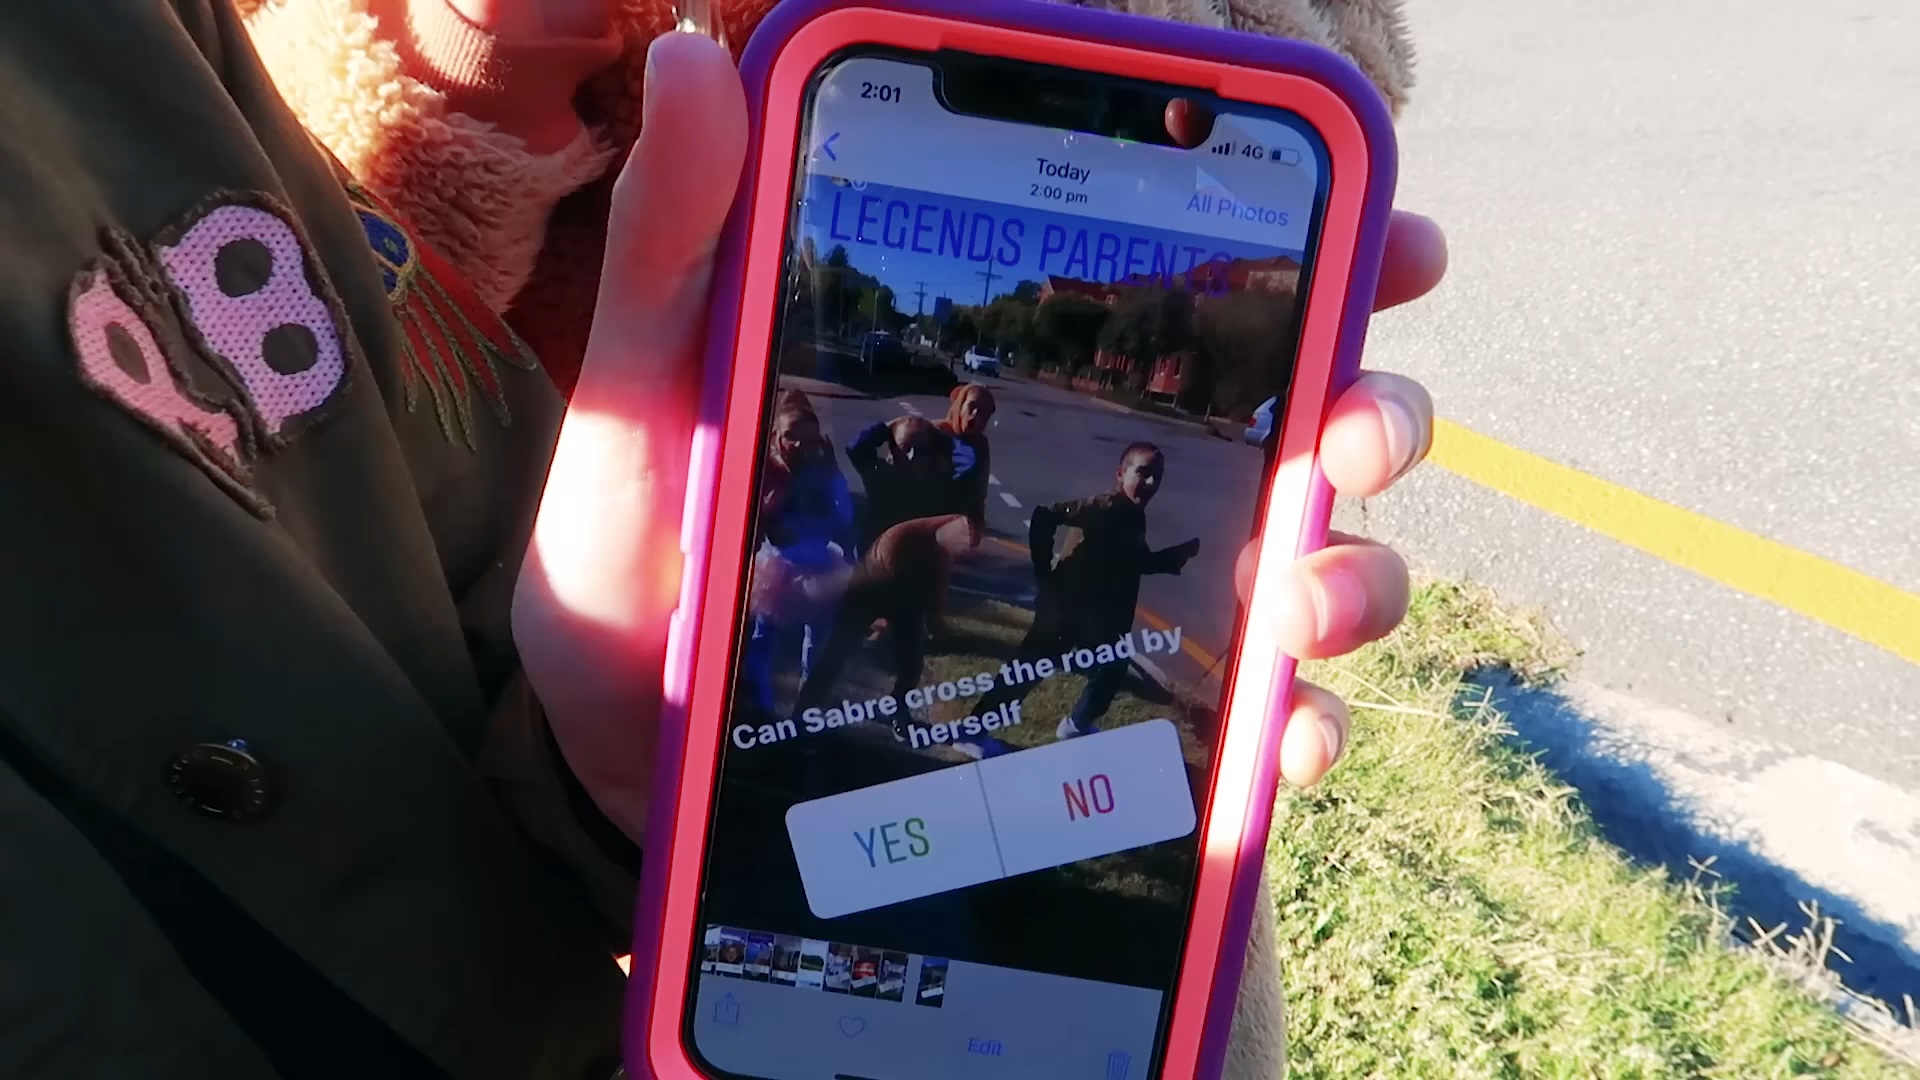 2:01
4G
Today
2:00 pm
All Photos
LEGENDS PARENTS
Can Sabre cross the road by
herself
YES
NO
Edit